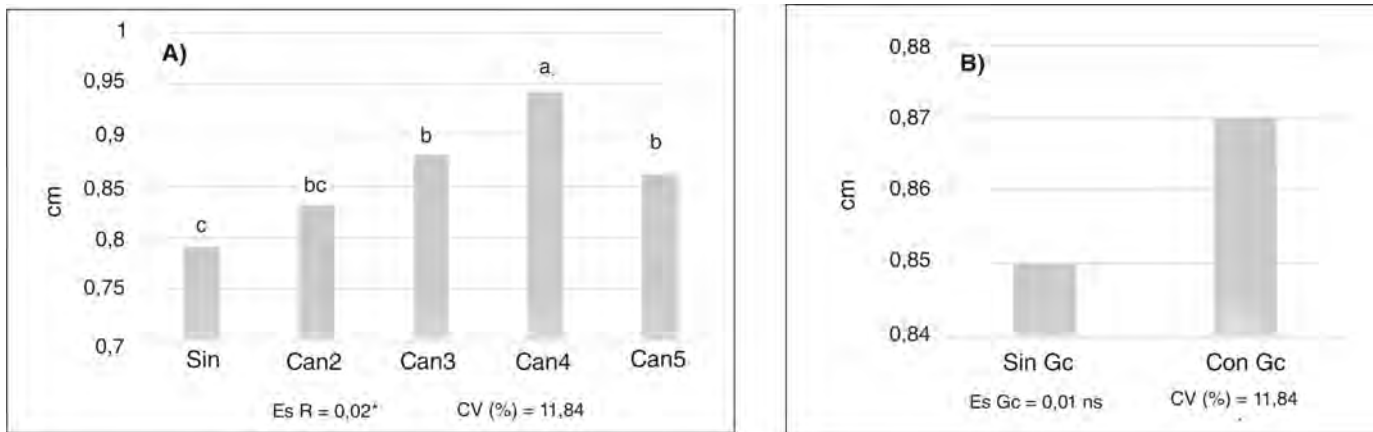 A)
1
0,95
0,9
0,85
0,8
0,75
0,7
cm
c
bc
b
a
b
Sin Can2 Can3 Can4 Can5
Es R = 0,02* CV (%) = 11,84
B)
0,88
0,87
0,86
0,85
0,84
cm
Sin Gc Con Gc
Es Gc = 0,01 ns CV (%) = 11,84